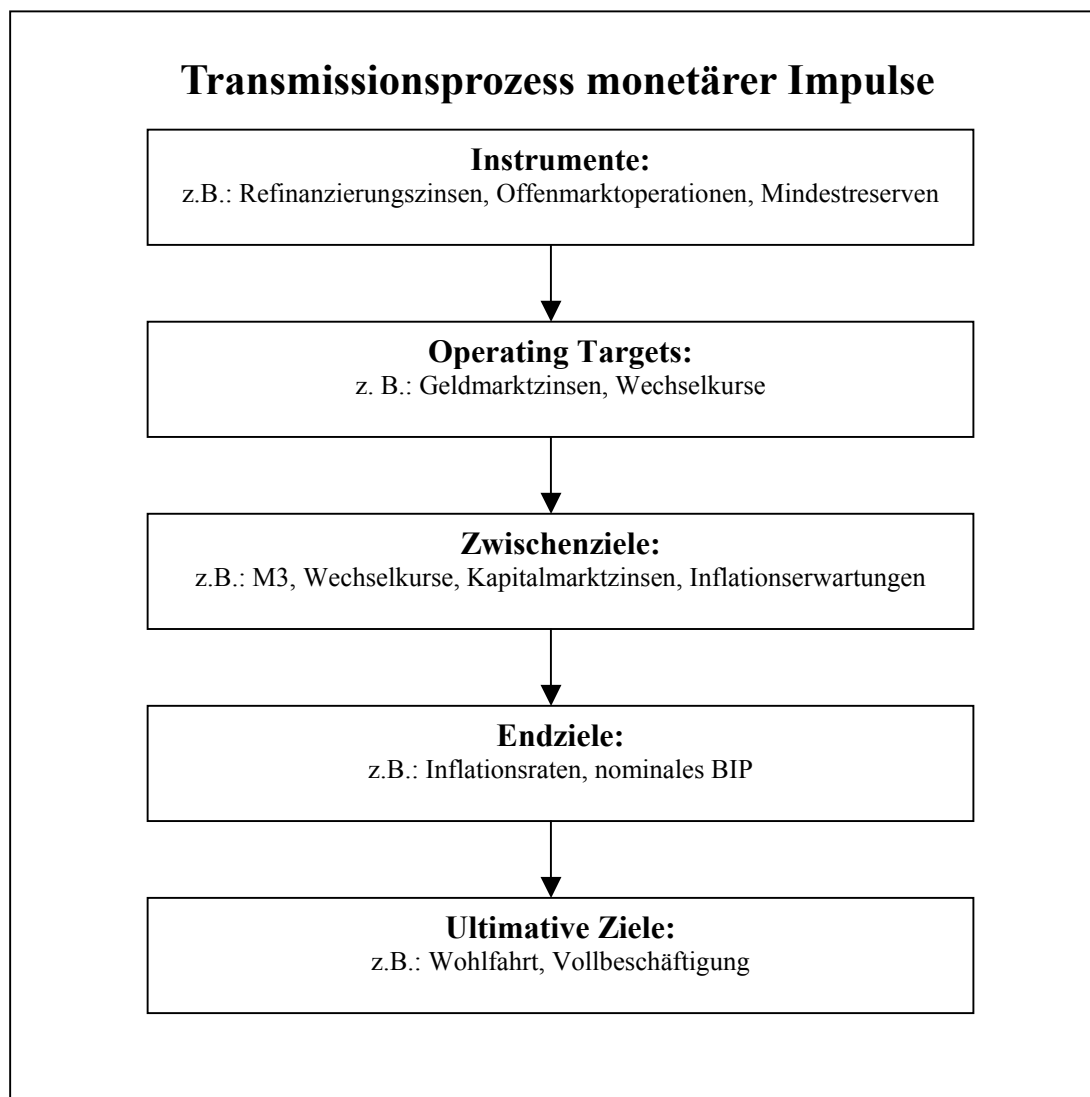 Transmissionsprozess monetärer Impulse
Instrumente:
z.B.: Refinanzierungszinsen, Offenmarktoperationen, Mindestreserven
Operating Targets:
z. B.: Geldmarktzinsen, Wechselkurse
Zwischenziele:
z.B.: M3, Wechselkurse, Kapitalmarktzinsen, Inflationserwartungen
Endziele:
z.B.: Inflationsraten, nominales BIP
Ultimative Ziele:
z.B.: Wohlfahrt, Vollbeschäftigung